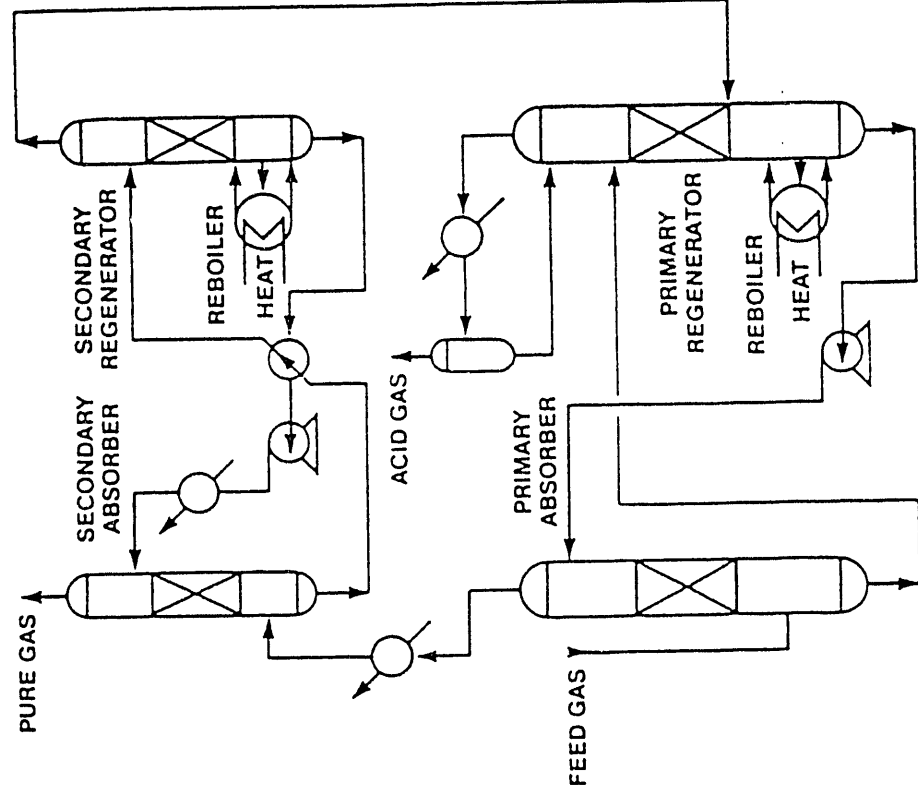 SECONDARY
REGENERATOR
REBOILER
HEAT
SECONDARY
ABSORBER
PURE GAS
ACID GAS
PRIMARY
REGENERATOR
REBOILER
HEAT
PRIMARY
ABSORBER
FEED GAS